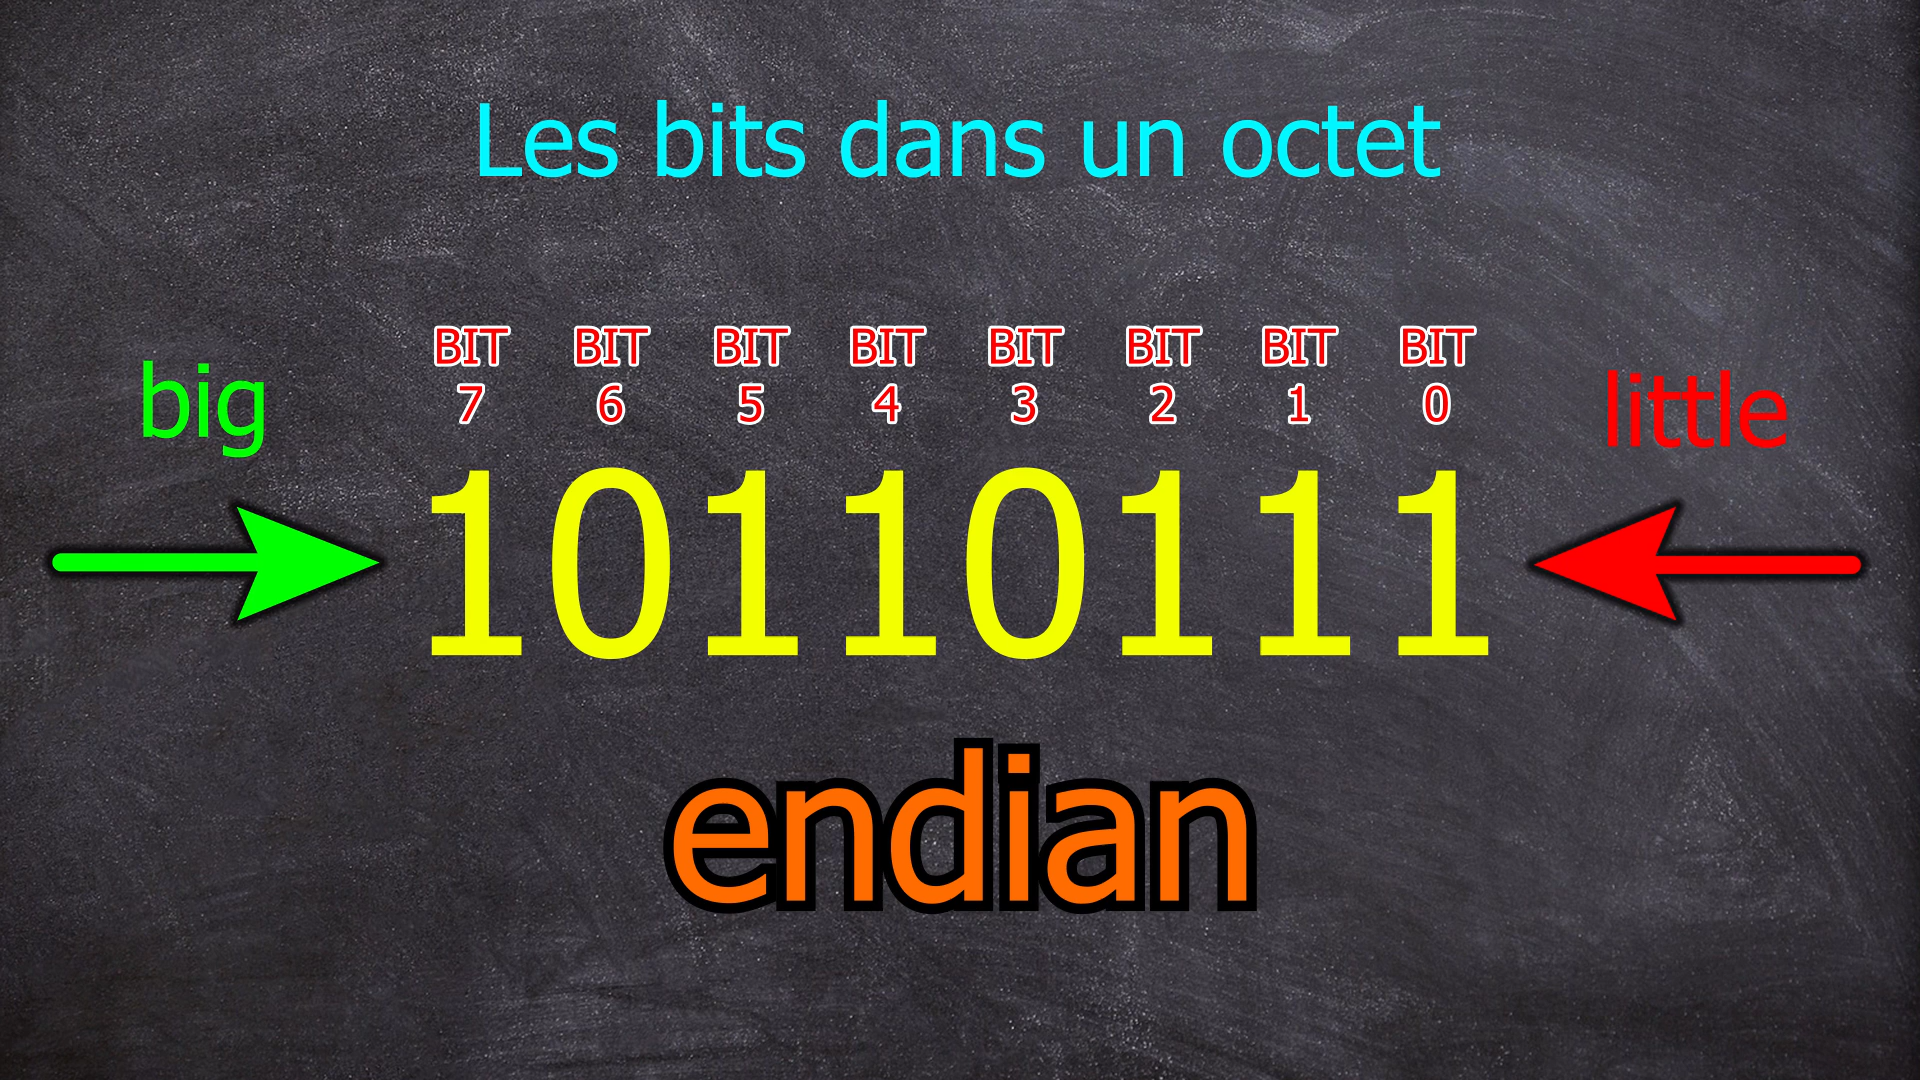 Les bits dans un octet
BIT BIT BIT BIT BIT BIT BIT BIT
7 6 5 4 3 2 1 0
big
little
10110111
endian